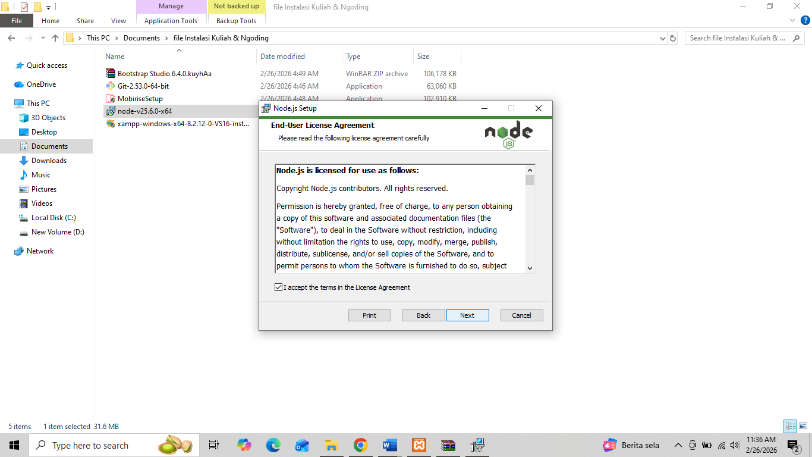 Manage
Not backed up
file Instalasi Kuliah & Ngoding
File
Home
Share
View
Application Tools
Backup Tools
This PC
Documents
file Instalasi Kuliah & Ngoding
Search file Instalasi Kuliah & ...
Name
Date modified
Type
Size
Quick access
OneDrive
This PC
3D Objects
Desktop
Documents
Downloads
Music
Pictures
Videos
Local Disk (C:)
New Volume (D:)
Network
Bootstrap Studio 6.4.0.kuyhAa
2/26/2026 4:49 AM
WinRAR ZIP archive
106,178 KB
Git-2.53.0-64-bit
2/26/2026 4:46 AM
Application
63,060 KB
MobiriseSetup
2/26/2026 4:48 AM
Application
102,910 KB
node-v25.6.0-x64
xampp-windows-x64-8.2.12-0-VS16-inst...
Node.js Setup
End-User License Agreement
Please read the following license agreement carefully
node
JS
Node.js is licensed for use as follows:
Copyright Node.js contributors. All rights reserved.
Permission is hereby granted, free of charge, to any person obtaining
a copy of this software and associated documentation files (the
"Software"), to deal in the Software without restriction, including
without limitation the rights to use, copy, modify, merge, publish,
distribute, sublicense, and/or sell copies of the Software, and to
permit persons to whom the Software is furnished to do so, subject
I accept the terms in the License Agreement
Print
Back
Next
Cancel
5 items
1 item selected 31.6 MB
Type here to search
Berita sela
11:36 AM
2/26/2026
2